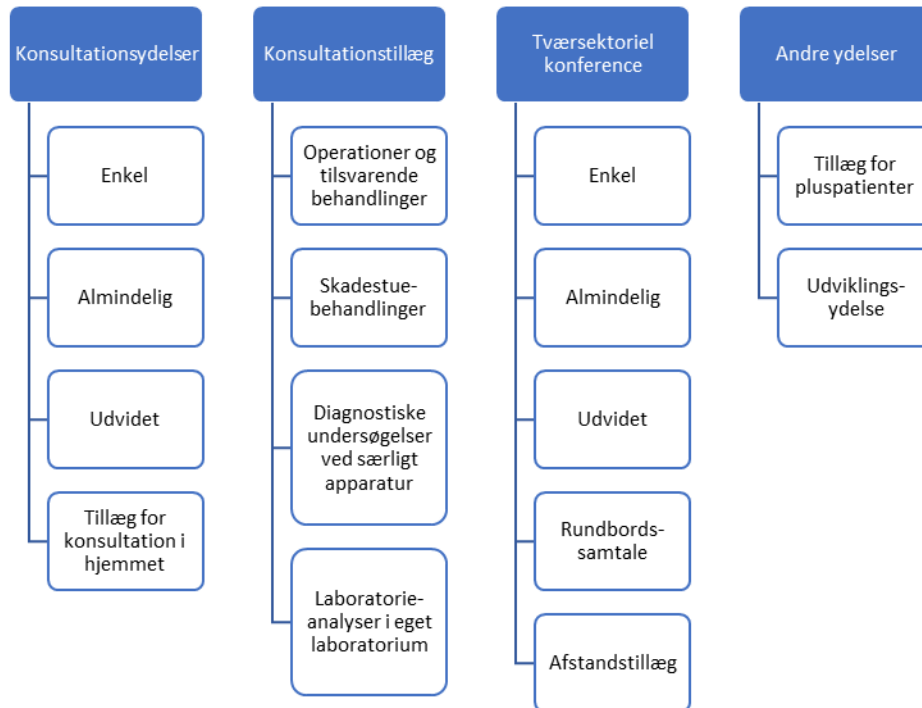 Konsultationsydelser
Enkel
Almindelig
Udvidet
Tillæg for
konsultation i
hjemmet
Konsultationstillæg
Operationer og
tilsvarende
behandlinger
Skadestue-
behandlinger
Diagnostiske
undersøgelser
ved særligt
apparatur
Laboratorie-
analyser i eget
laboratorium
Tværsektoriel
konference
Enkel
Almindelig
Udvidet
Rundbords-
samtale
Afstandstillæg
Andre ydelser
Tillæg for
pluspatienter
Udviklings-
ydelse